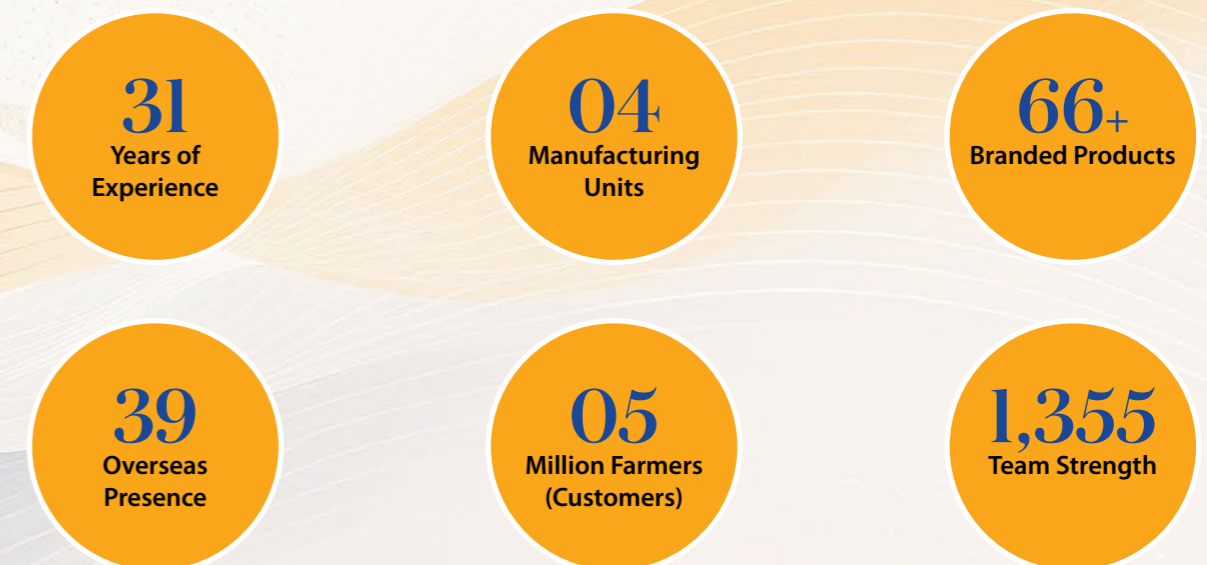 31
Years of
Experience
04
Manufacturing
Units
66+
Branded Products
39
Overseas
Presence
05
Million Farmers
(Customers)
1,355
Team Strength